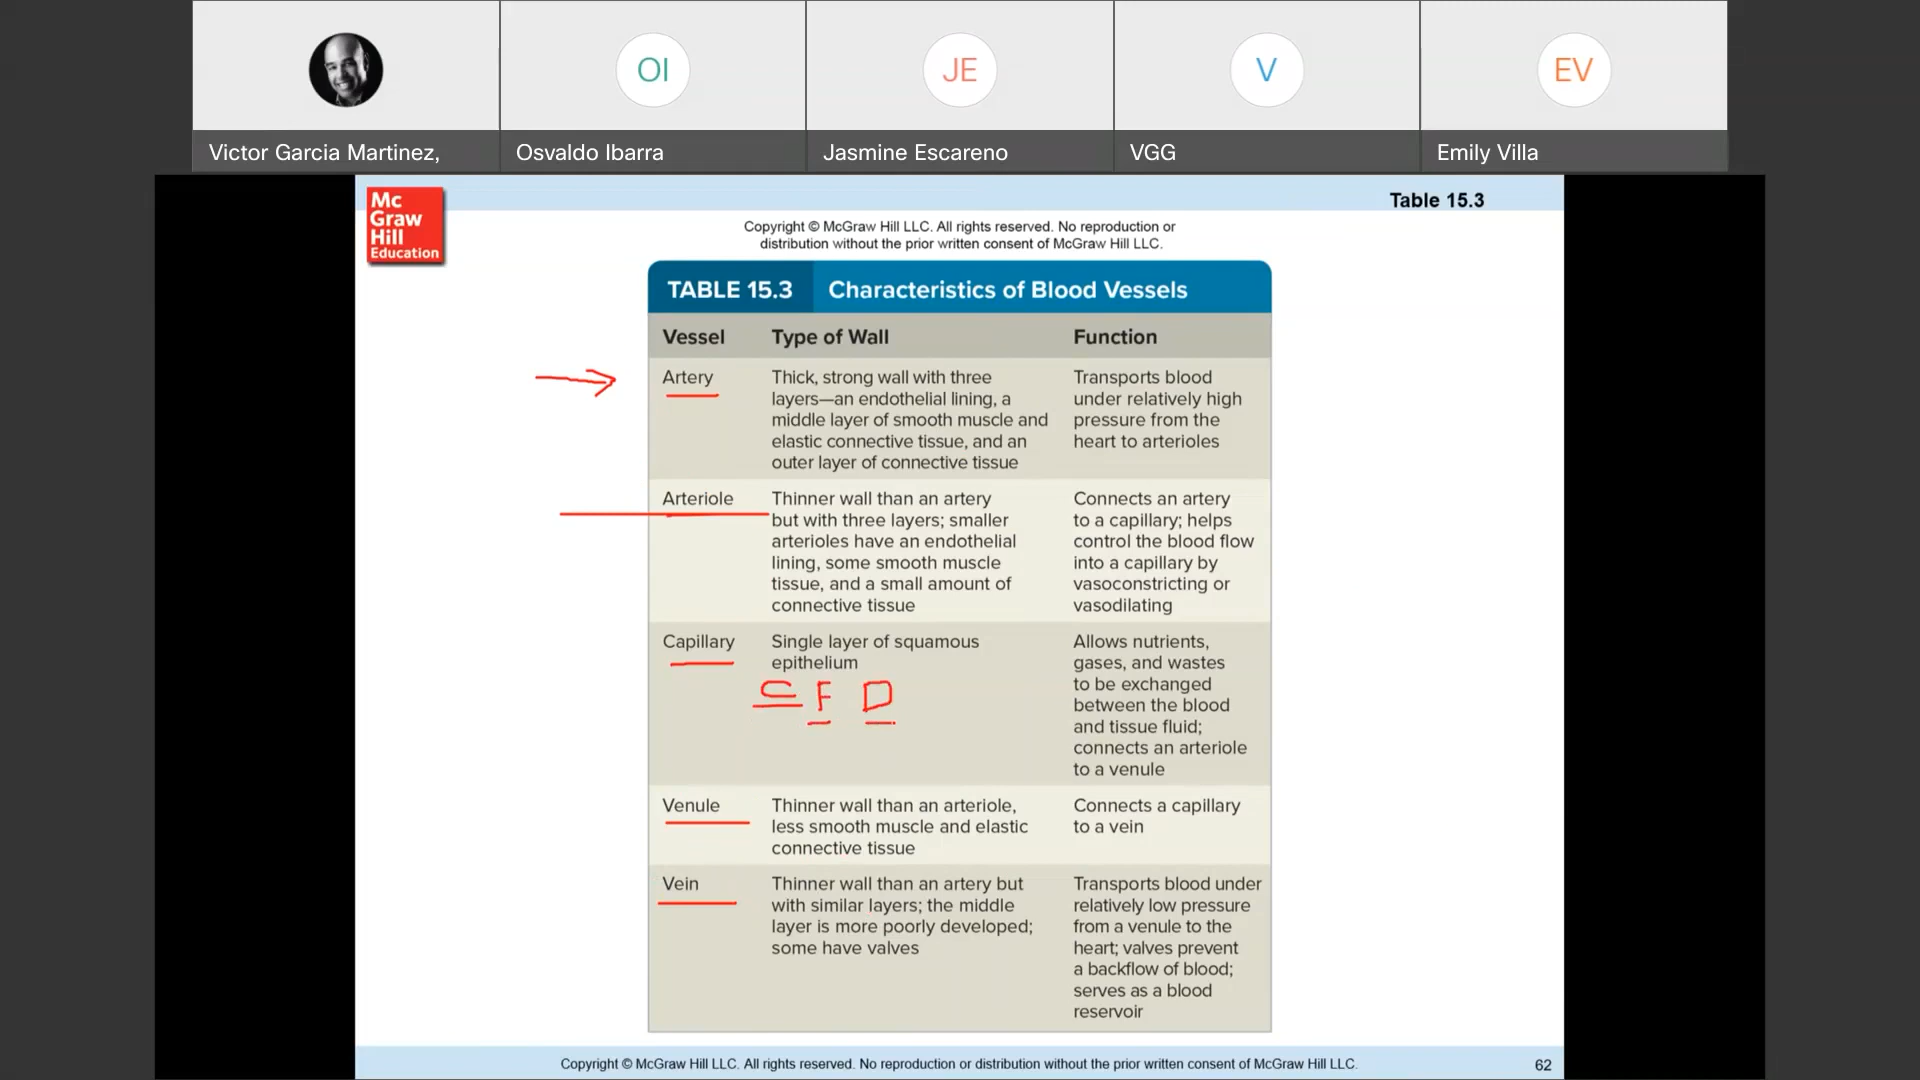 OI
JE
V
EV
Victor Garcia Martinez,
Osvaldo Ibarra
Jasmine Escareno
VGG
Emily Villa
Mc
Graw
Hill
Education
Table 15.3
Copyright © McGraw Hill LLC. All rights reserved. No reproduction or
distribution without the prior written consent of McGraw Hill LLC.
TABLE 15.3 Characteristics of Blood Vessels
Vessel Type of Wall Function
Artery
Thick, strong wall with three
layers—an endothelial lining, a
middle layer of smooth muscle and
elastic connective tissue, and an
outer layer of connective tissue
Transports blood
under relatively high
pressure from the
heart to arterioles
Arteriole
Thinner wall than an artery
but with three layers; smaller
arterioles have an endothelial
lining, some smooth muscle
tissue, and a small amount of
connective tissue
Connects an artery
to a capillary; helps
control the blood flow
into a capillary by
vasoconstricting or
vasodilating
Capillary
Single layer of squamous
epithelium
C F D
Allows nutrients,
gases, and wastes
to be exchanged
between the blood
and tissue fluid;
connects an arteriole
to a venule
Venule
Thinner wall than an arteriole,
less smooth muscle and elastic
connective tissue
Connects a capillary
to a vein
Vein
Thinner wall than an artery but
with similar layers; the middle
layer is more poorly developed;
some have valves
Transports blood under
relatively low pressure
from a venule to the
heart; valves prevent
a backflow of blood;
serves as a blood
reservoir
Copyright © McGraw Hill LLC. All rights reserved. No reproduction or distribution without the prior written consent of McGraw Hill LLC.
62